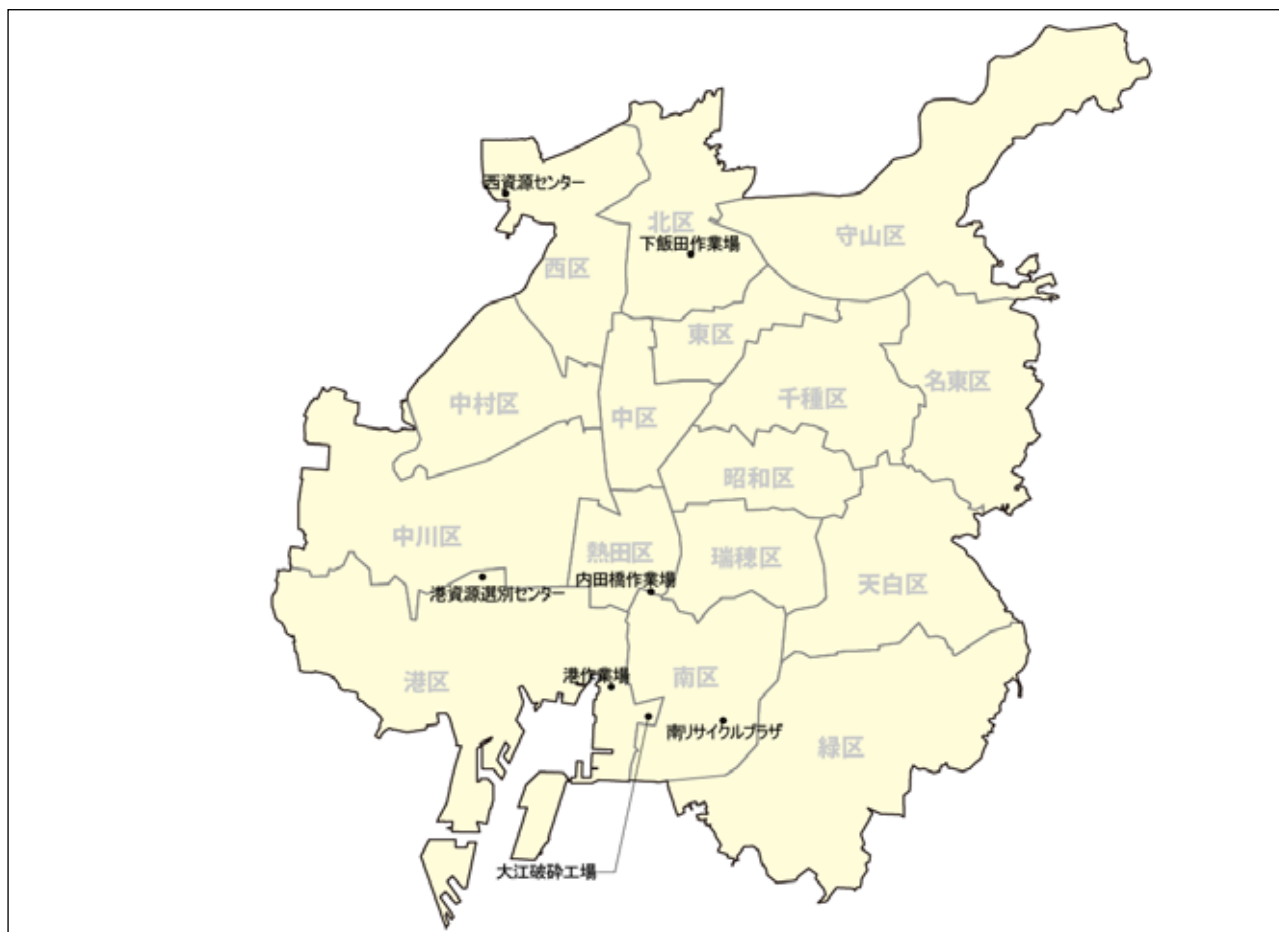 西資源センター
北区
守山区
下飯田作業場
西区
東区
名東区
千種区
中村区
中区
昭和区
中川区
熱田区
瑞穂区
内田橋作業場
天白区
港資源選別センター
港作業場
港区
南区
南リサイクルプラザ
緑区
大江破砕工場